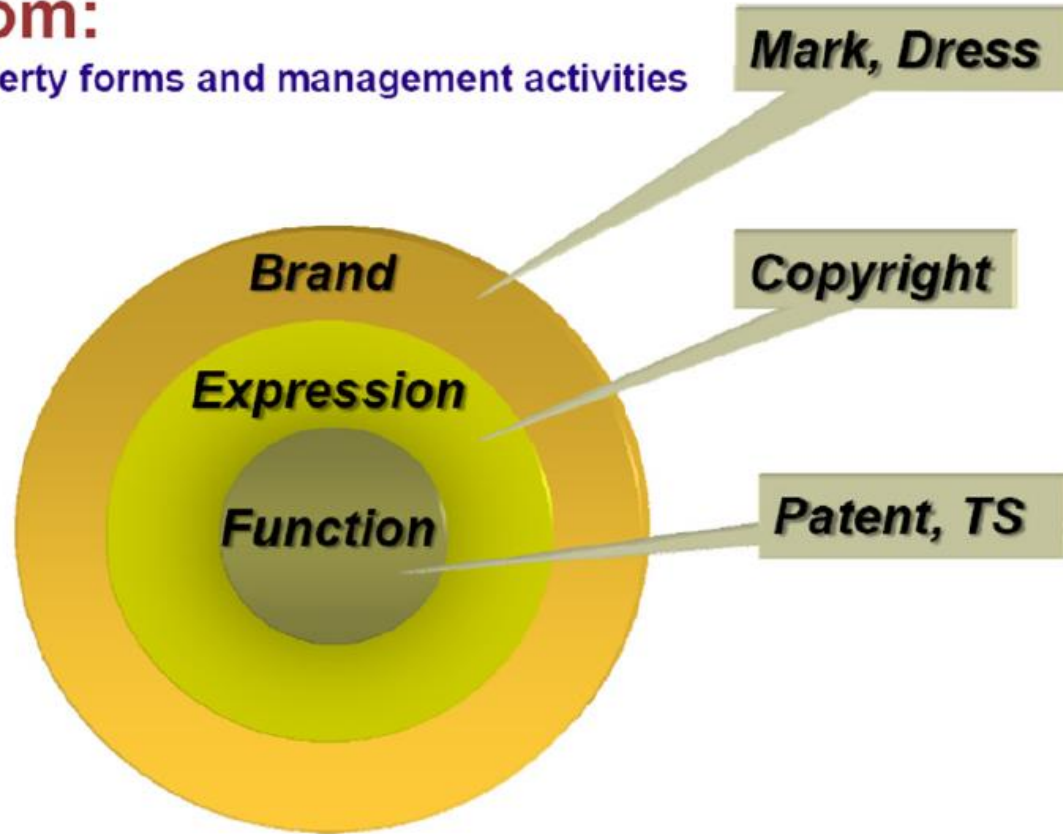 om:
erty forms and management activities
Mark, Dress
Brand
Copyright
Expression
Function
Patent, TS